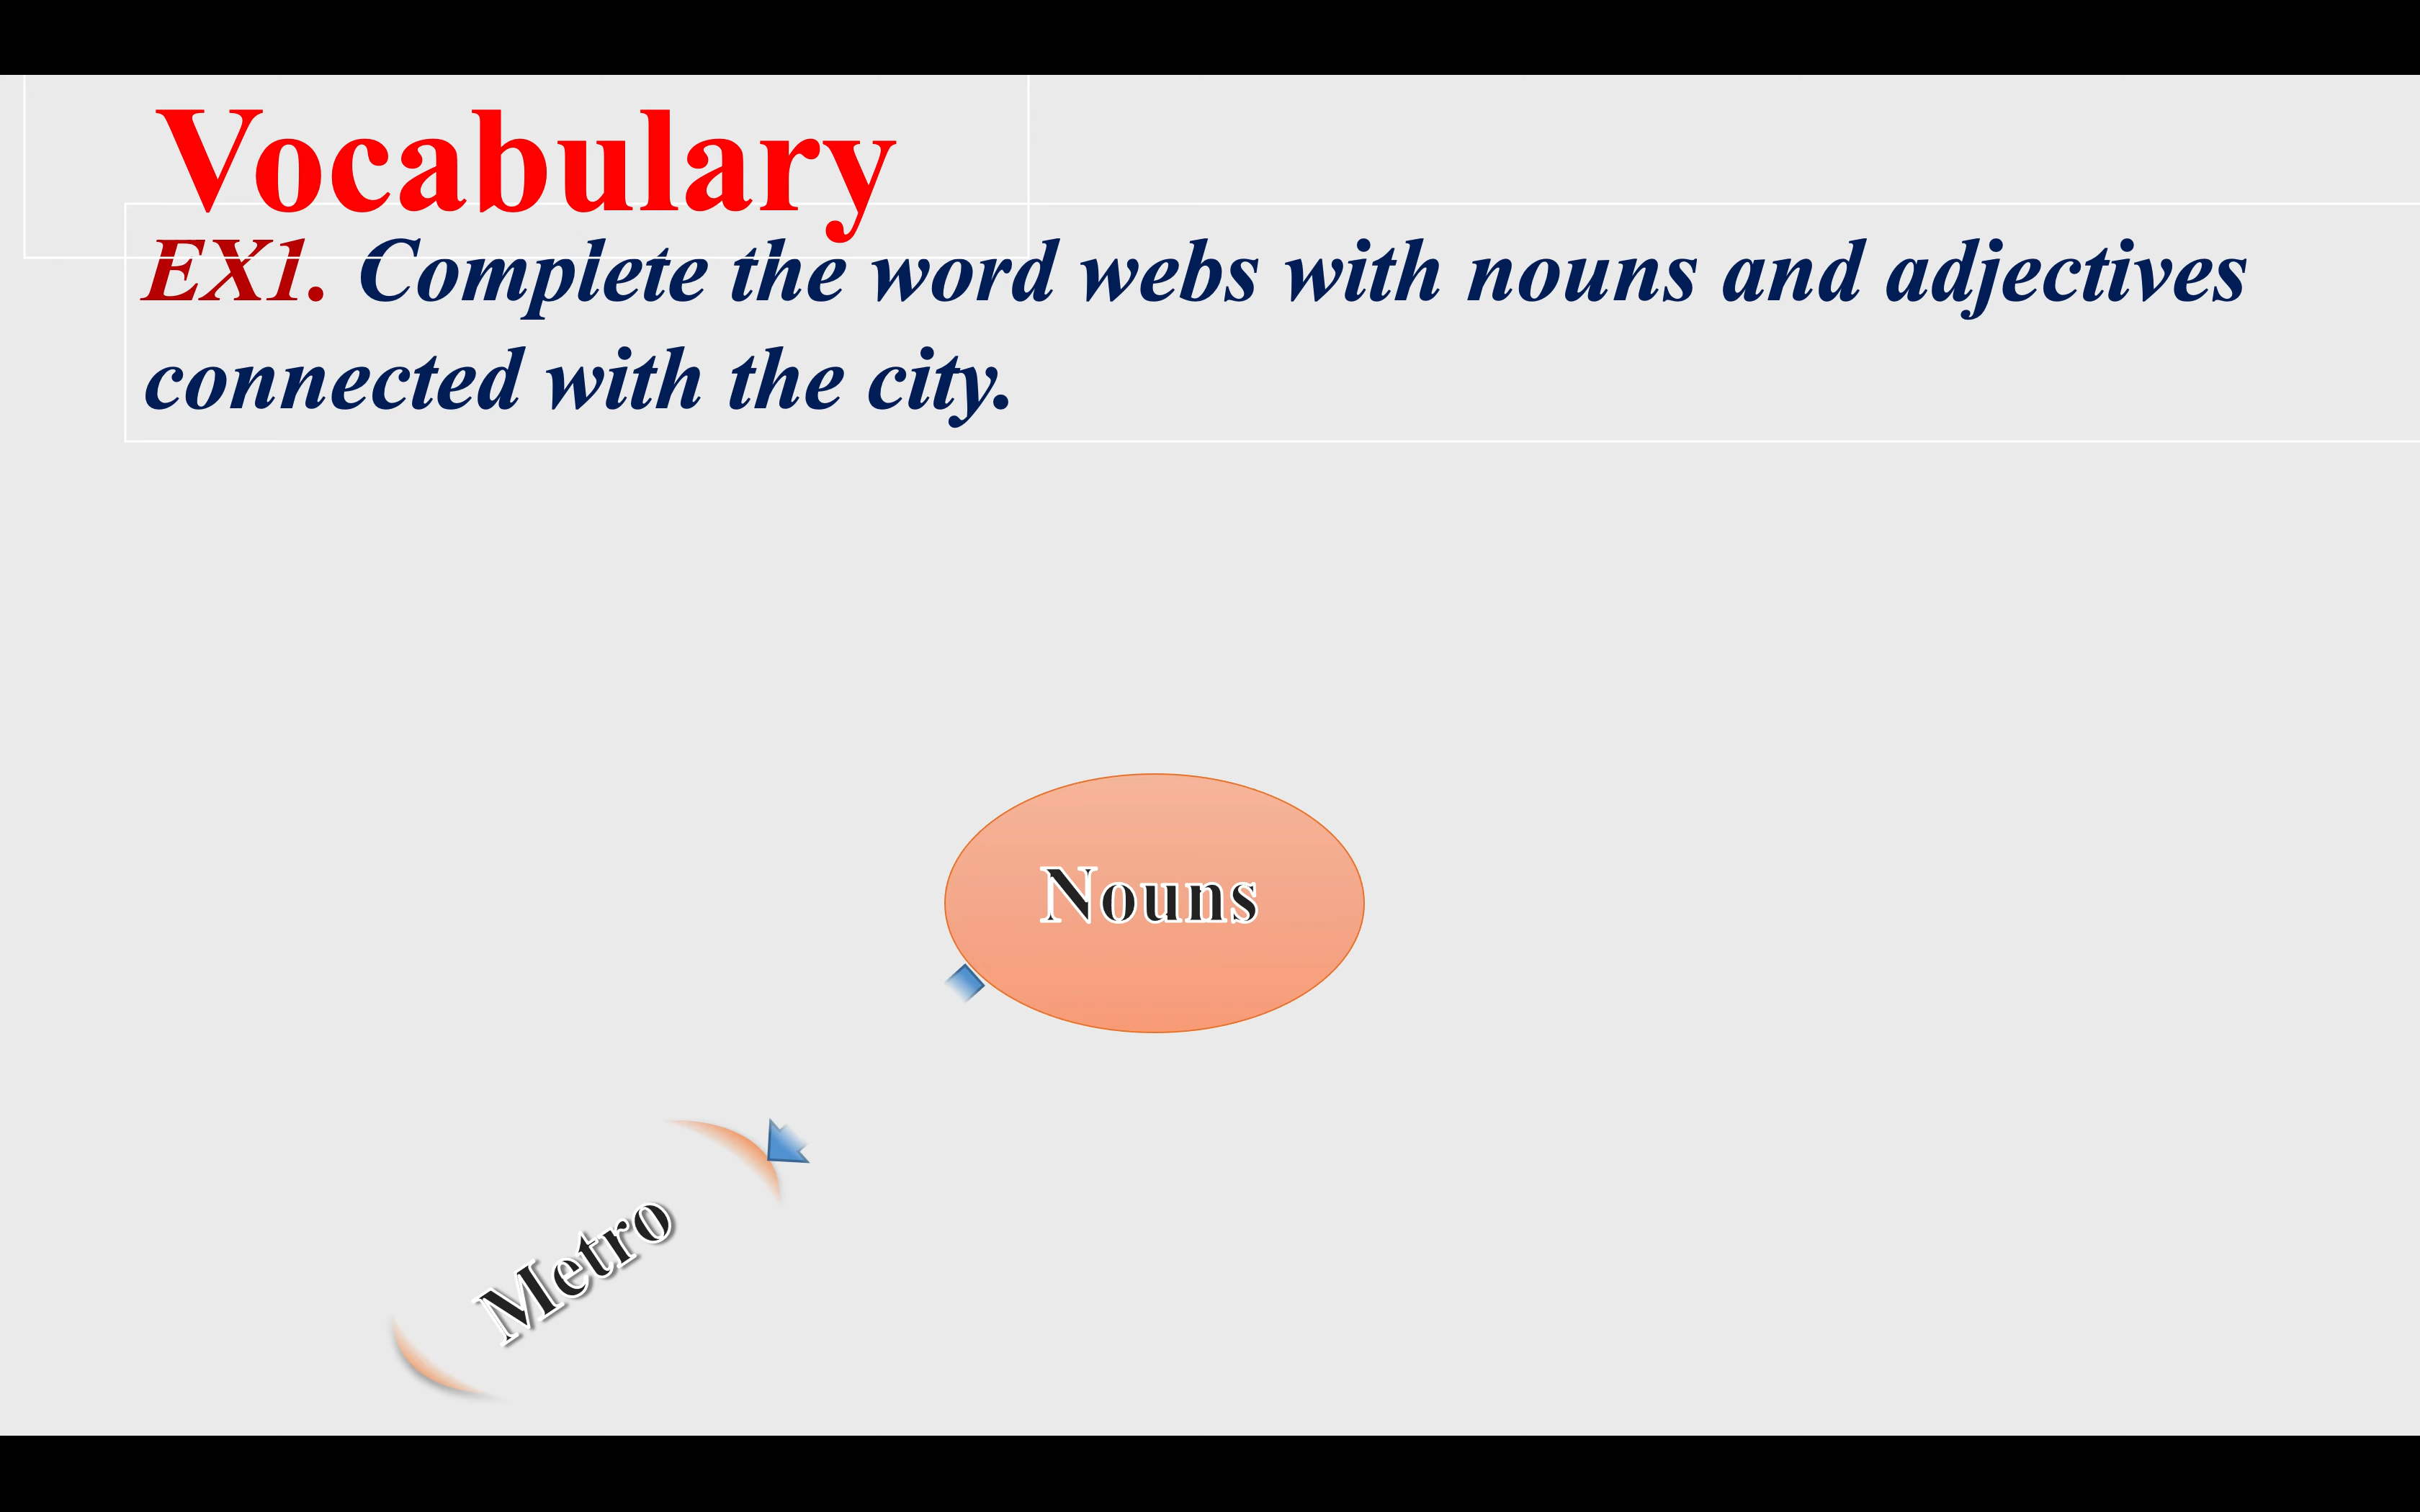 Vocabulary
EX1. Complete the word webs with nouns and adjectives
connected with the city.
Nouns
Metro